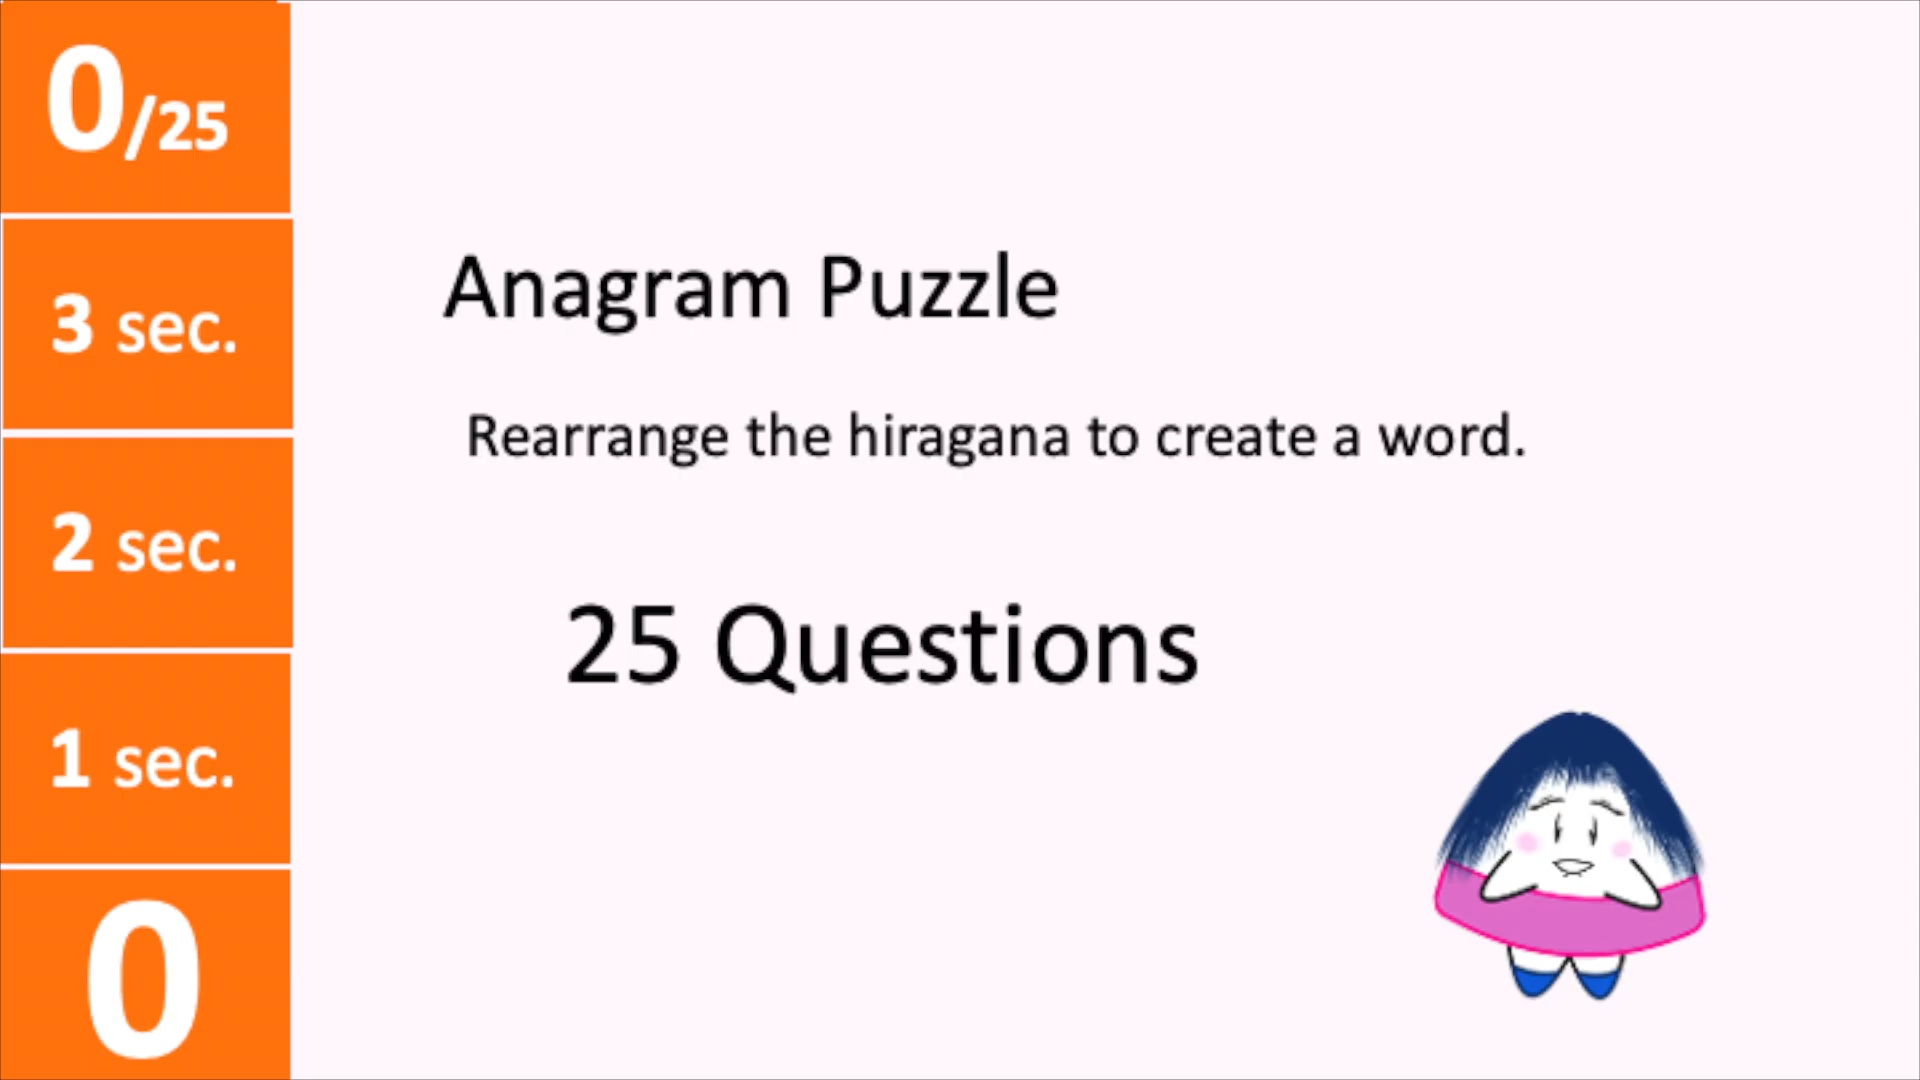 0/25
3 sec.
2 sec.
1 sec.
0
Anagram Puzzle
Rearrange the hiragana to create a word.
25 Questions